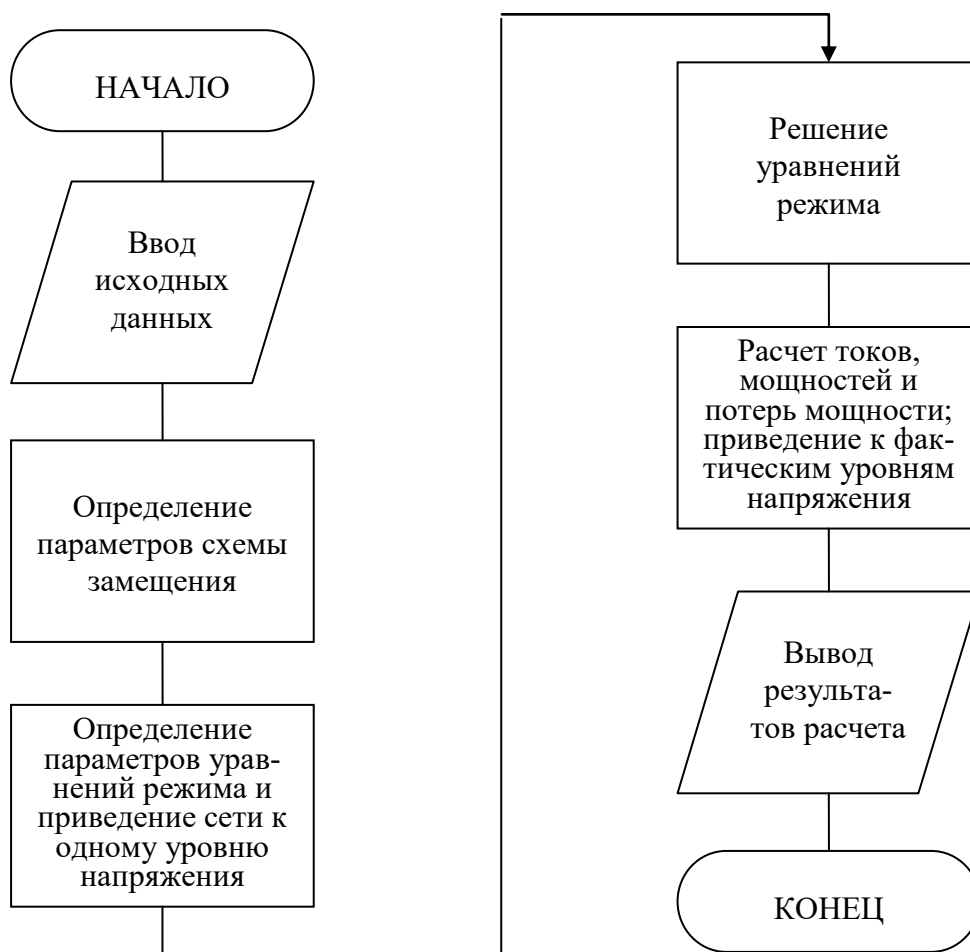 НАЧАЛО
Ввод
исходных
данных
Определение
параметров схемы
замещения
Определение
параметров урав-
нений режима и
приведение сети к
одному уровню
напряжения
Решение
уравнений
режима
Расчет токов,
мощностей и
потерь мощности;
приведение к фак-
тическим уровням
напряжения
Вывод
результа-
тов расчета
КОНЕЦ